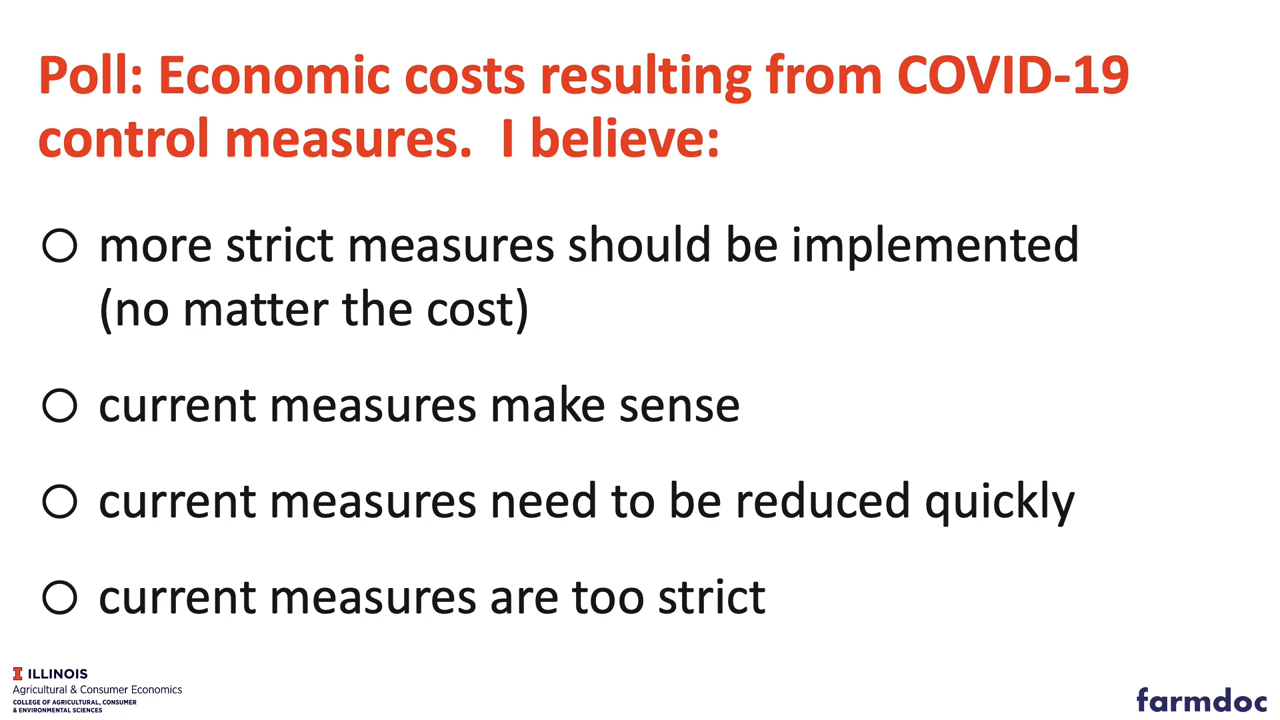 Poll: Economic costs resulting from COVID-19
control measures.  I believe:
more strict measures should be implemented
(no matter the cost)
current measures make sense
current measures need to be reduced quickly
current measures are too strict
I ILLINOIS
Agricultural & Consumer Economics
COLLEGE OF AGRICULTURAL, CONSUMER
& ENVIRONMENTAL SCIENCES
farmdoc